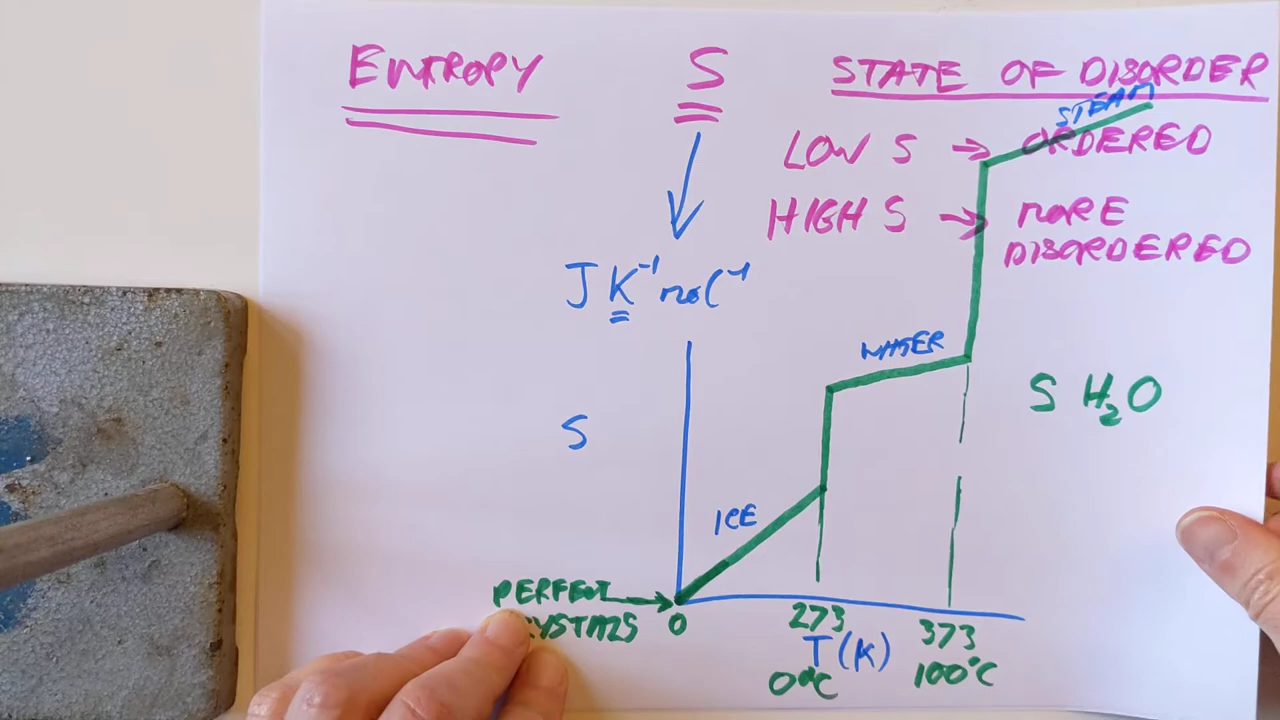 ENTROPY S STATE OF DISORDER
STEAM
LOW S → ORDERED
HIGH S → MORE
DISORDERED
J K⁻¹ mol⁻¹
WATER
S H₂O
S
ICE
PERFECT
0 273 373
T(K)
0°C 100°C